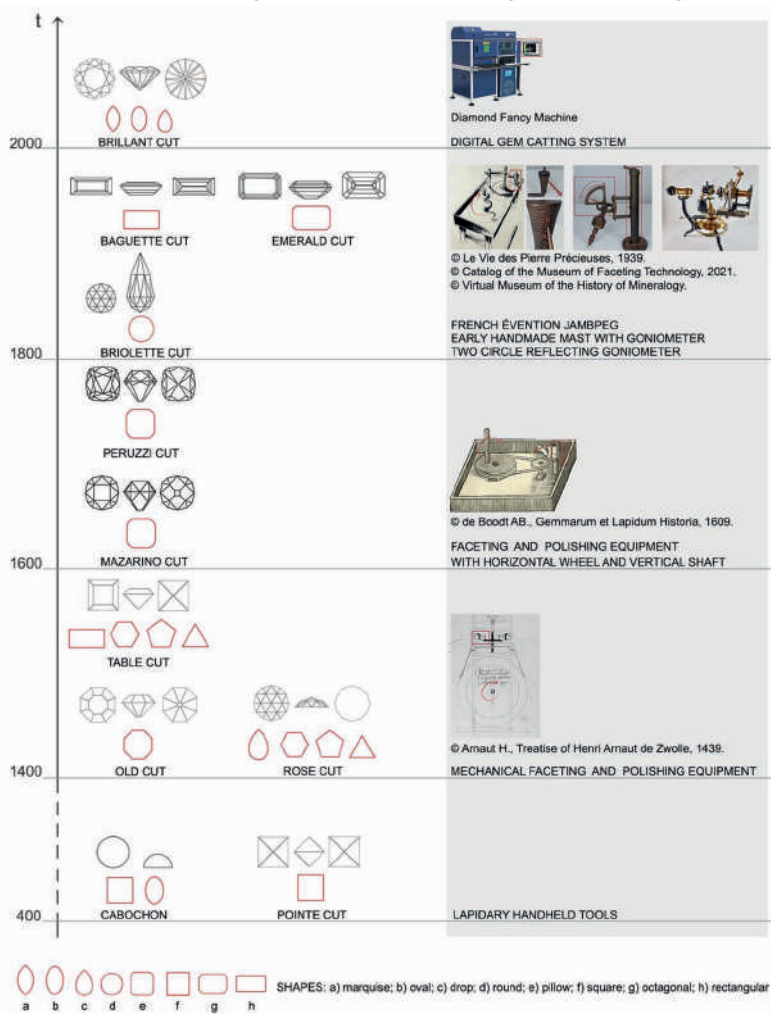 t
Diamond Fancy Machine
2000
BRILLANT CUT
DIGITAL GEM CATTING SYSTEM
BAGUETTE CUT
EMERALD CUT
© Le Vie des Pierre Précieuses, 1939.
© Catalog of the Museum of Faceting Technology, 2021.
© Virtual Museum of the History of Mineralogy.
FRENCH ÉVENTION JAMBPEG
EARLY HANDMADE MAST WITH GONIOMETER
1800
BRIOLETTE CUT
TWO CIRCLE REFLECTING GONIOMETER
PERUZZI CUT
© de Boodt AB., Gemmarum et Lapidum Historia, 1609.
FACETING AND POLISHING EQUIPMENT
1600
MAZARINO CUT
WITH HORIZONTAL WHEEL AND VERTICAL SHAFT
TABLE CUT
© Arnaut H., Treatise of Henri Arnaut de Zwolle, 1439.
1400
OLD CUT
ROSE CUT
MECHANICAL FACETING AND POLISHING EQUIPMENT
400
CABOCHON
POINTE CUT
LAPIDARY HANDHELD TOOLS
SHAPES: a) marquise; b) oval; c) drop; d) round; e) pillow; f) square; g) octagonal; h) rectangular
a b c d e f g h